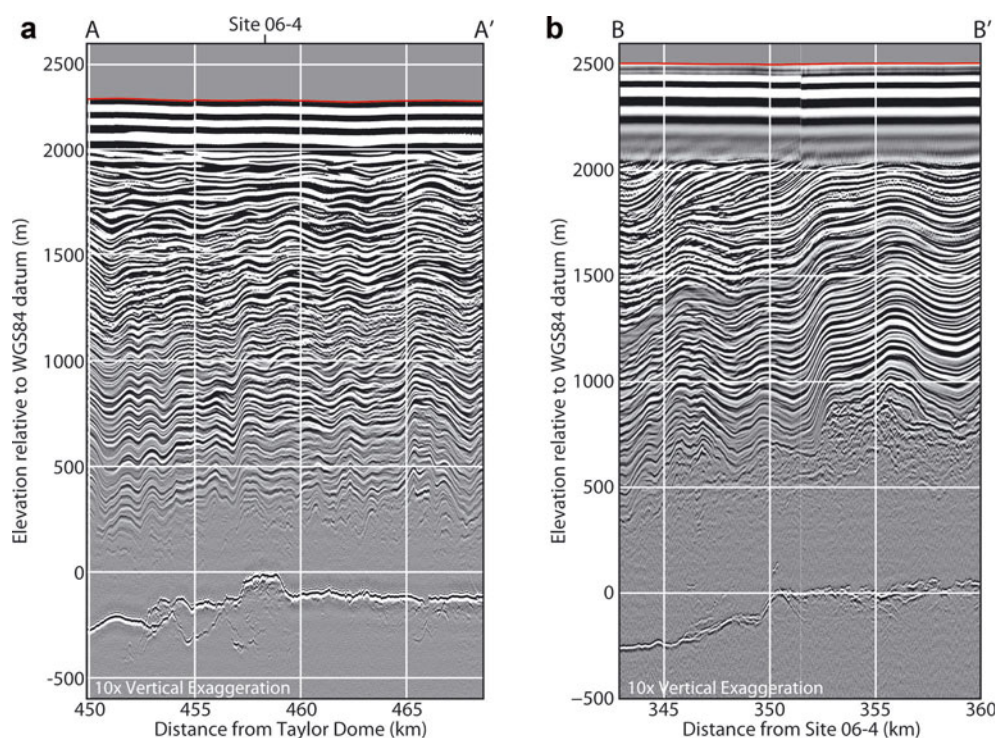 a
A
Site 06-4
A'
Elevation relative to WGS84 datum (m)
2500
2000
1500
1000
500
0
-500
10x Vertical Exaggeration
450
455
460
465
Distance from Taylor Dome (km)
b
B
B'
Elevation relative to WGS84 datum (m)
2500
2000
1500
1000
500
0
−500
10x Vertical Exaggeration
345
350
355
360
Distance from Site 06-4 (km)